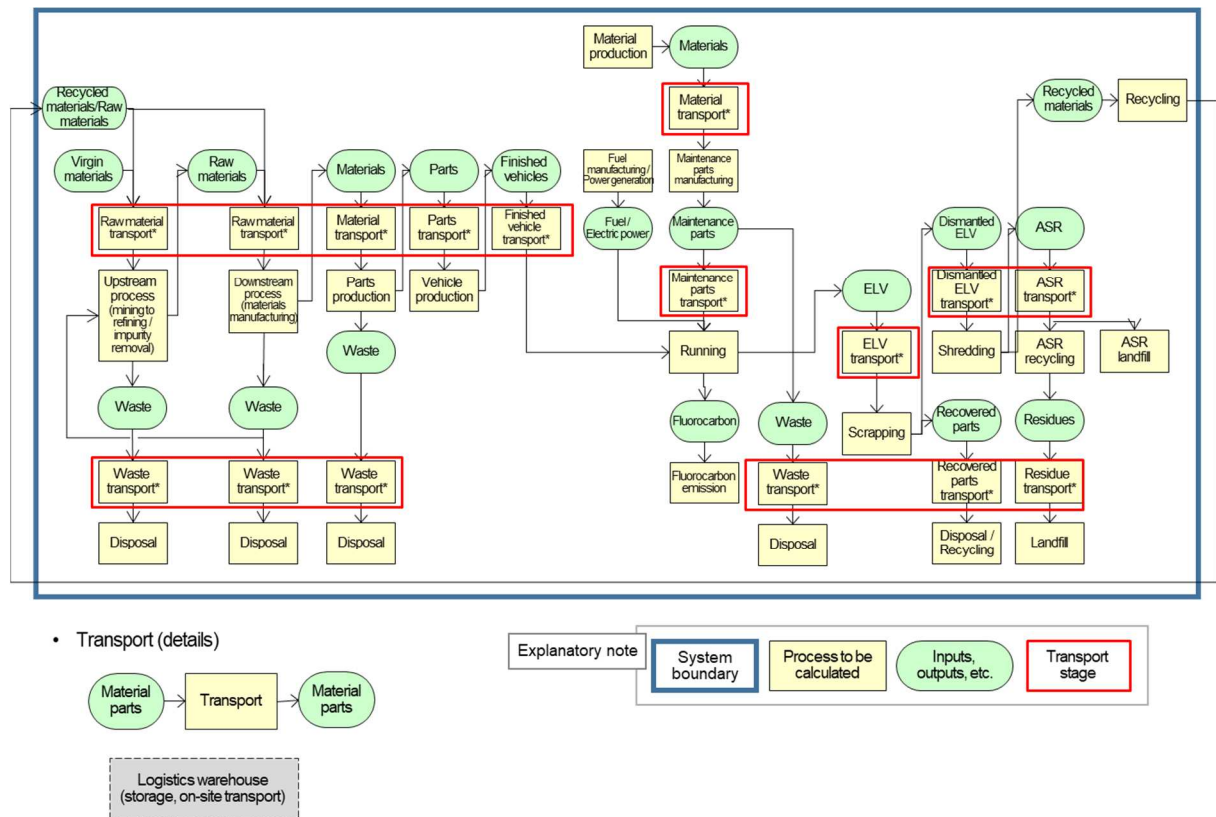 Material
production
Materials
Recycled
materials/Raw
materials
Material
transport*
Recycled
materials
Recycling
Virgin
materials
Raw
materials
Materials
Parts
Finished
vehicles
Fuel
manufacturing /
Power generation
Maintenance
parts
manufacturing
Raw material
transport*
Raw material
transport*
Material
transport*
Parts
transport*
Finished
vehicle
transport*
Fuel /
Electric power
Maintenance
parts
Dismantled
ELV
ASR
Upstream
process
(mining to
refining /
impurity
removal)
Downstream
process
(materials
manufacturing)
Parts
production
Vehicle
production
Maintenance
parts
transport*
ELV
Dismantled
ELV
transport*
ASR
transport*
Waste
Running
ELV
transport*
Shredding
ASR
recycling
ASR
landfill
Waste
Waste
Fluorocarbon
Waste
Scrapping
Recovered
parts
Residues
Waste
transport*
Waste
transport*
Waste
transport*
Fluorocarbon
emission
Waste
transport*
Recovered
parts
transport*
Residue
transport*
Disposal
Disposal
Disposal
Disposal
Disposal /
Recycling
Landfill
• Transport (details)
Explanatory note
System
boundary
Process to be
calculated
Inputs,
outputs, etc.
Transport
stage
Material
parts
Transport
Material
parts
Logistics warehouse
(storage, on-site transport)